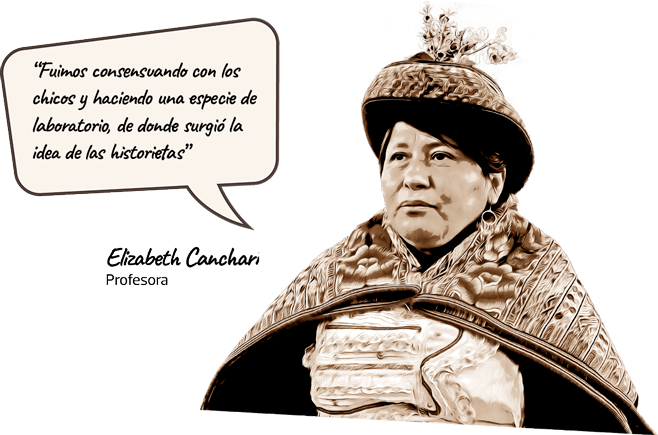 “Fuimos consensuando con los
chicos y haciendo una especie de
laboratorio, de donde surgió la
idea de las historietas”
Elizabeth Canchari
Profesora